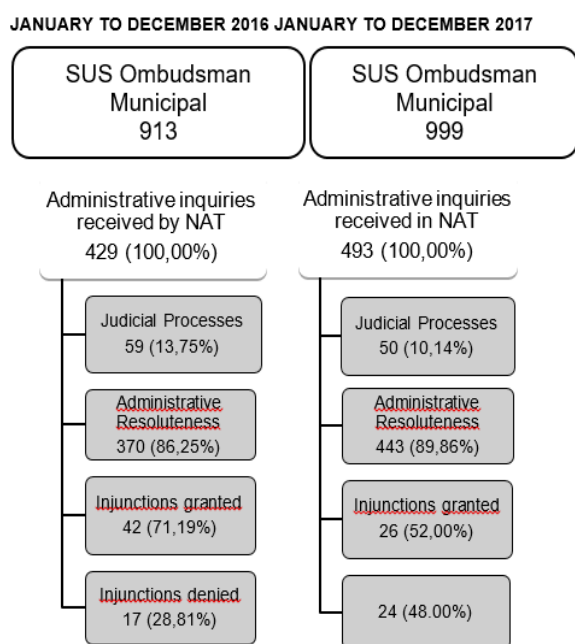 JANUARY TO DECEMBER 2016 JANUARY TO DECEMBER 2017
SUS Ombudsman
Municipal
913
SUS Ombudsman
Municipal
999
Administrative inquiries
received by NAT
429 (100,00%)
Judicial Processes
59 (13,75%)
Administrative
Resoluteness
370 (86,25%)
Injunctions granted
42 (71,19%)
Injunctions denied
17 (28,81%)
Administrative inquiries
received in NAT
493 (100,00%)
Judicial Processes
50 (10,14%)
Administrative
Resoluteness
443 (89,86%)
Injunctions granted
26 (52,00%)
24 (48.00%)